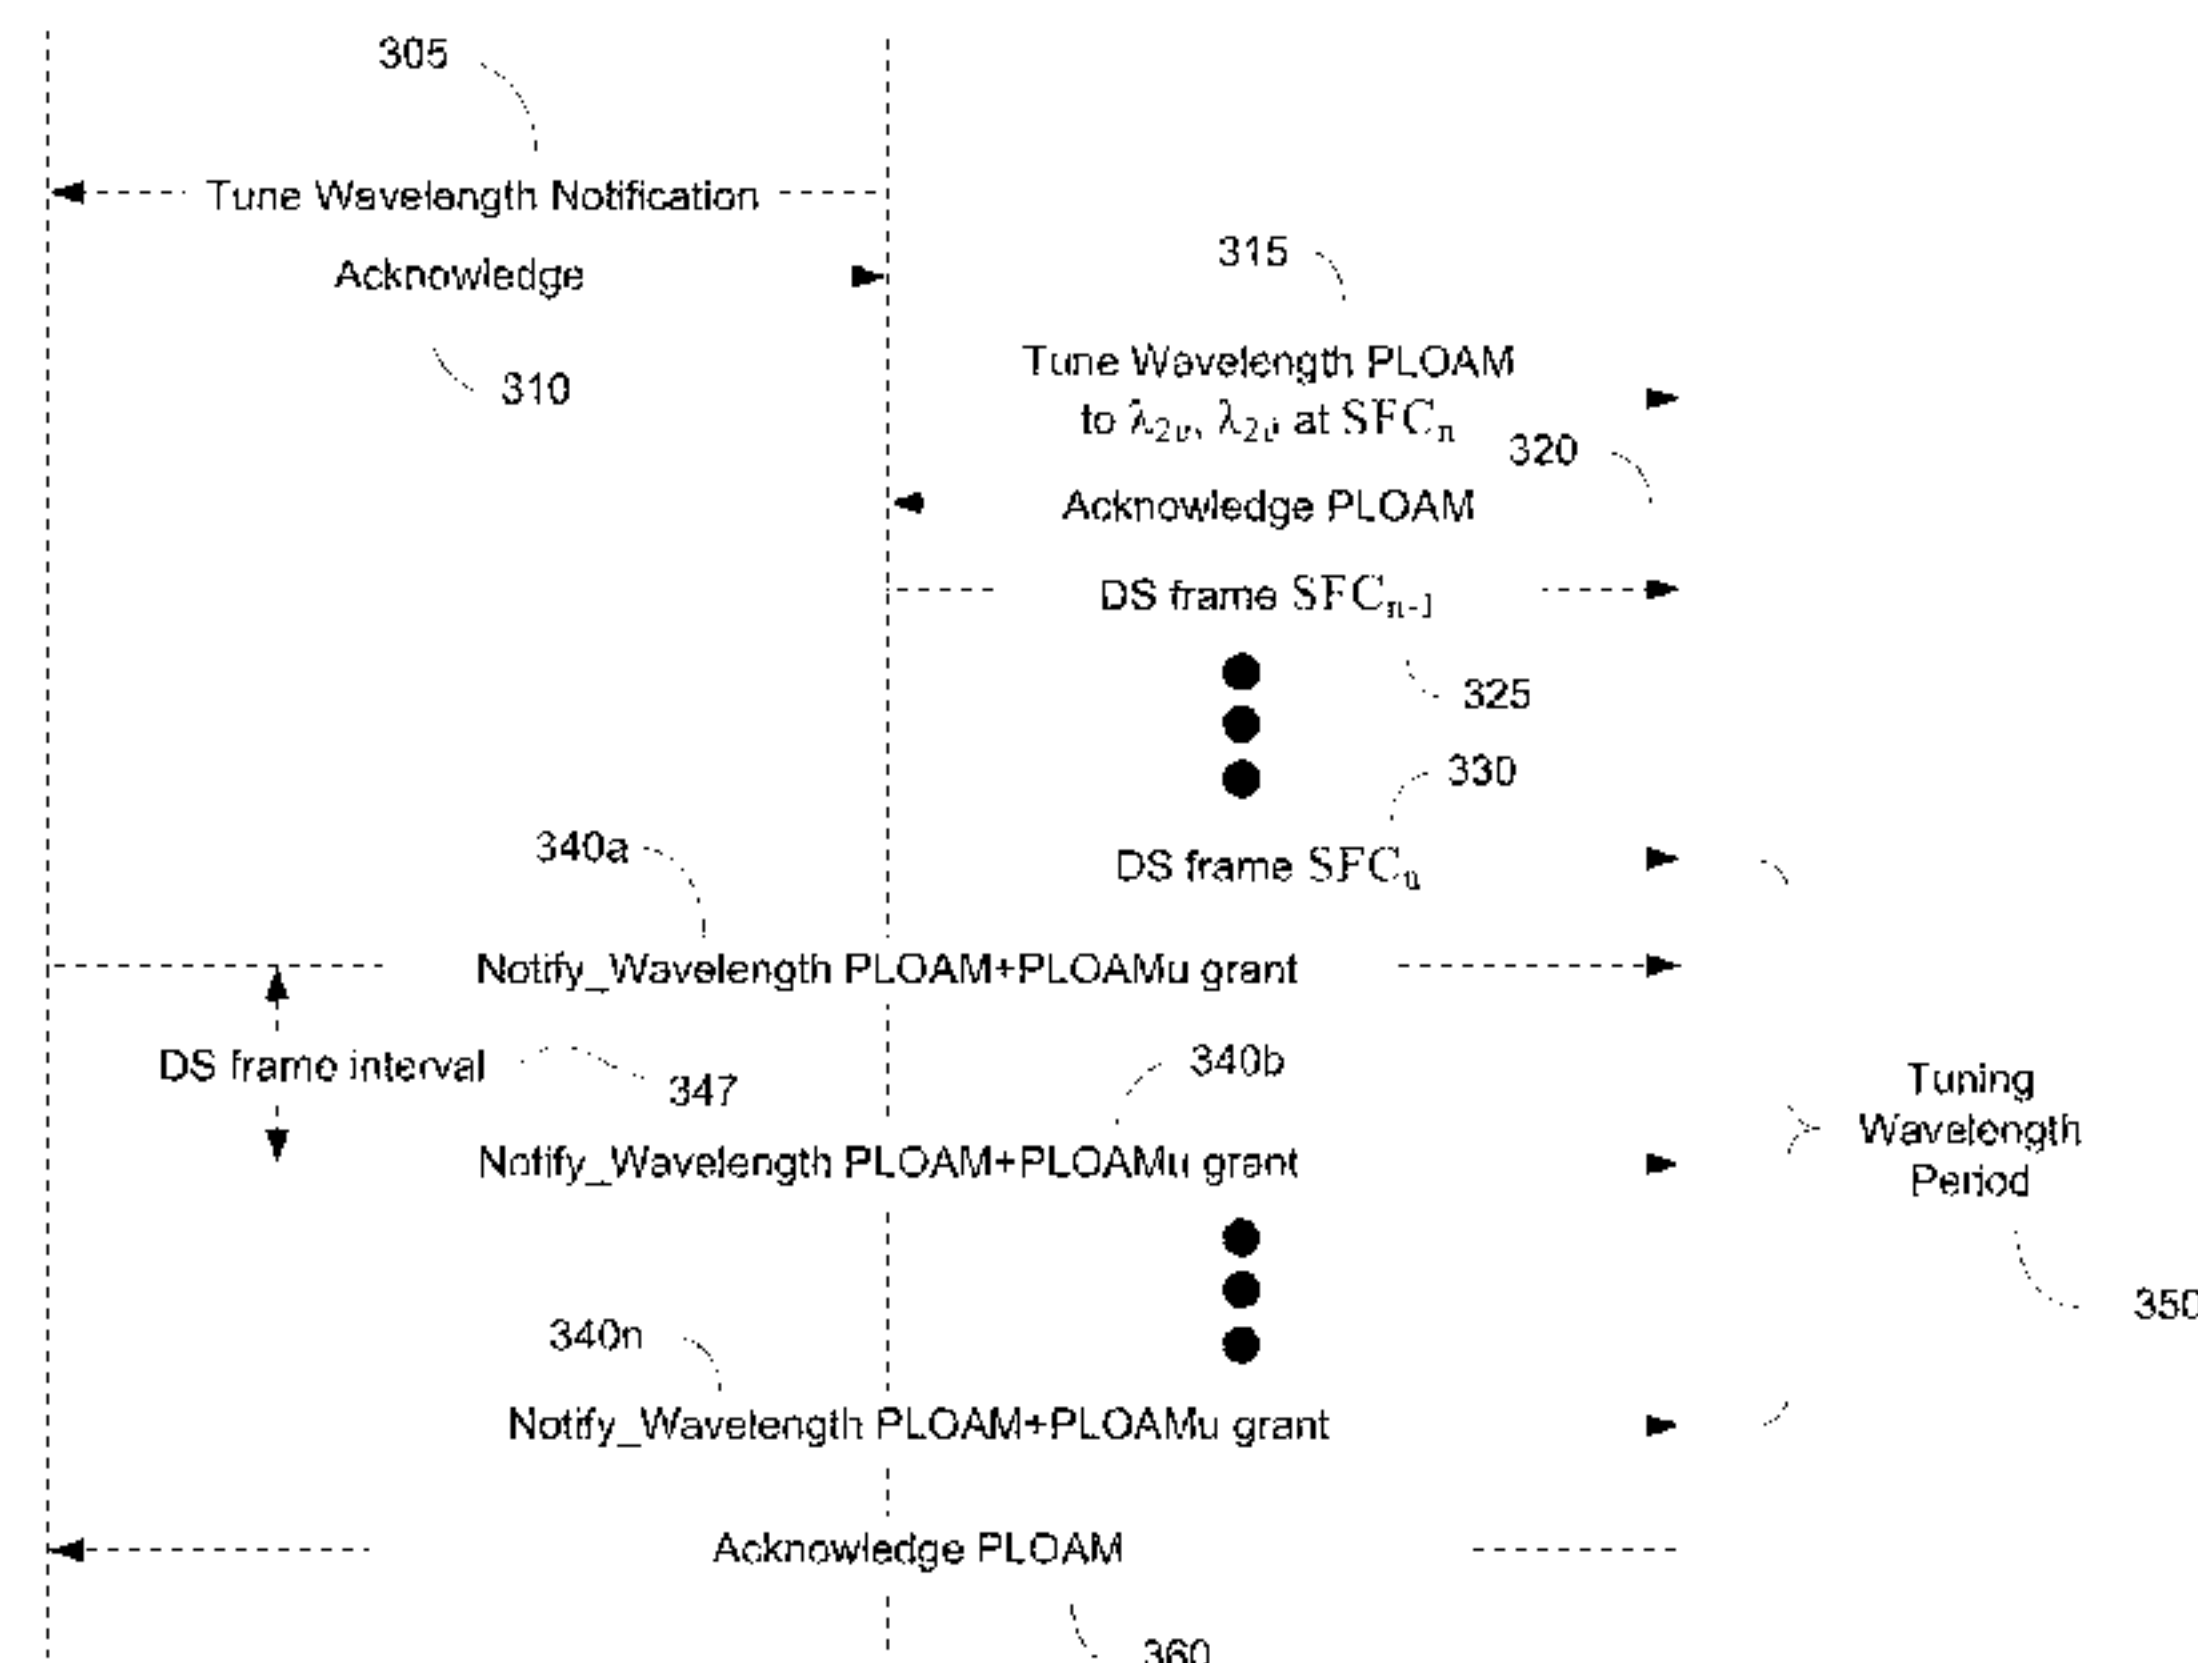 305
Tune Wavelength Notification
315
Acknowledge
310
Tune Wavelength PLOAM
to λ2u, λ2d at SFCn
320
Acknowledge PLOAM
DS frame SFCn-1
325
330
340a
DS frame SFCn
Notify_Wavelength PLOAM+PLOAMu grant
DS frame interval
347
340b
Notify_Wavelength PLOAM+PLOAMu grant
Tuning
Wavelength
Period
350
340n
Notify_Wavelength PLOAM+PLOAMu grant
Acknowledge PLOAM
360